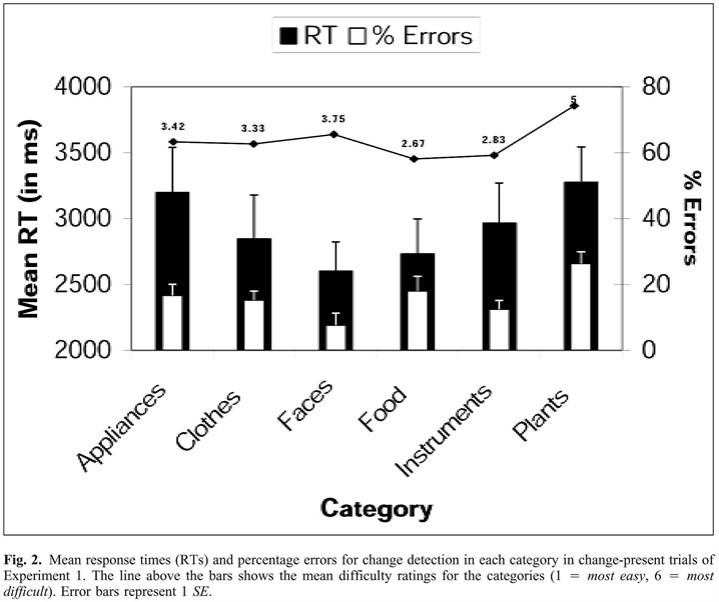 RT % Errors
4000
3500
3000
2500
2000
Mean RT (in ms)
80
60
40
20
0
% Errors
3.42
3.33
3.75
2.67
2.83
5
Appliances
Clothes
Faces
Food
Instruments
Plants
Category
Fig. 2. Mean response times (RTs) and percentage errors for change detection in each category in change-present trials of
Experiment 1. The line above the bars shows the mean difficulty ratings for the categories (1 = most easy, 6 = most
difficult). Error bars represent 1 SE.